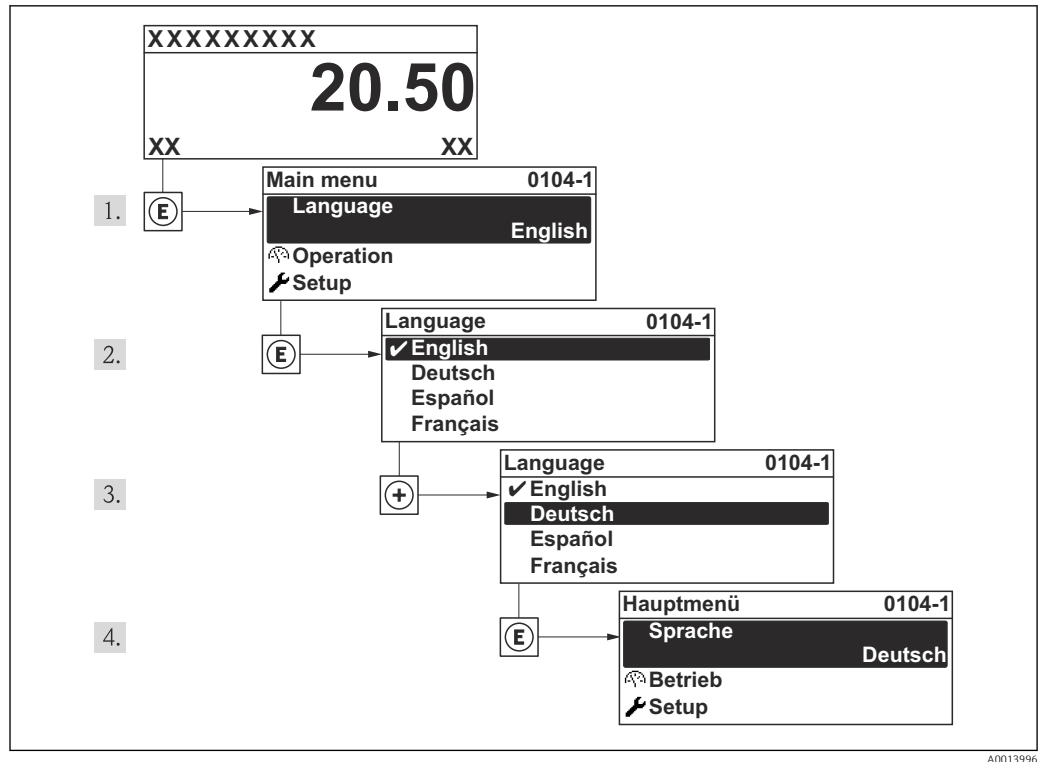 XXXXXXXXX
20.50
XX XX
1. E
Main menu 0104-1
Language
English
Operation
Setup
2. E
Language 0104-1
✔ English
Deutsch
Español
Français
3. +
Language 0104-1
✔ English
Deutsch
Español
Français
4. E
Hauptmenü 0104-1
Sprache
Deutsch
Betrieb
Setup
A0013996